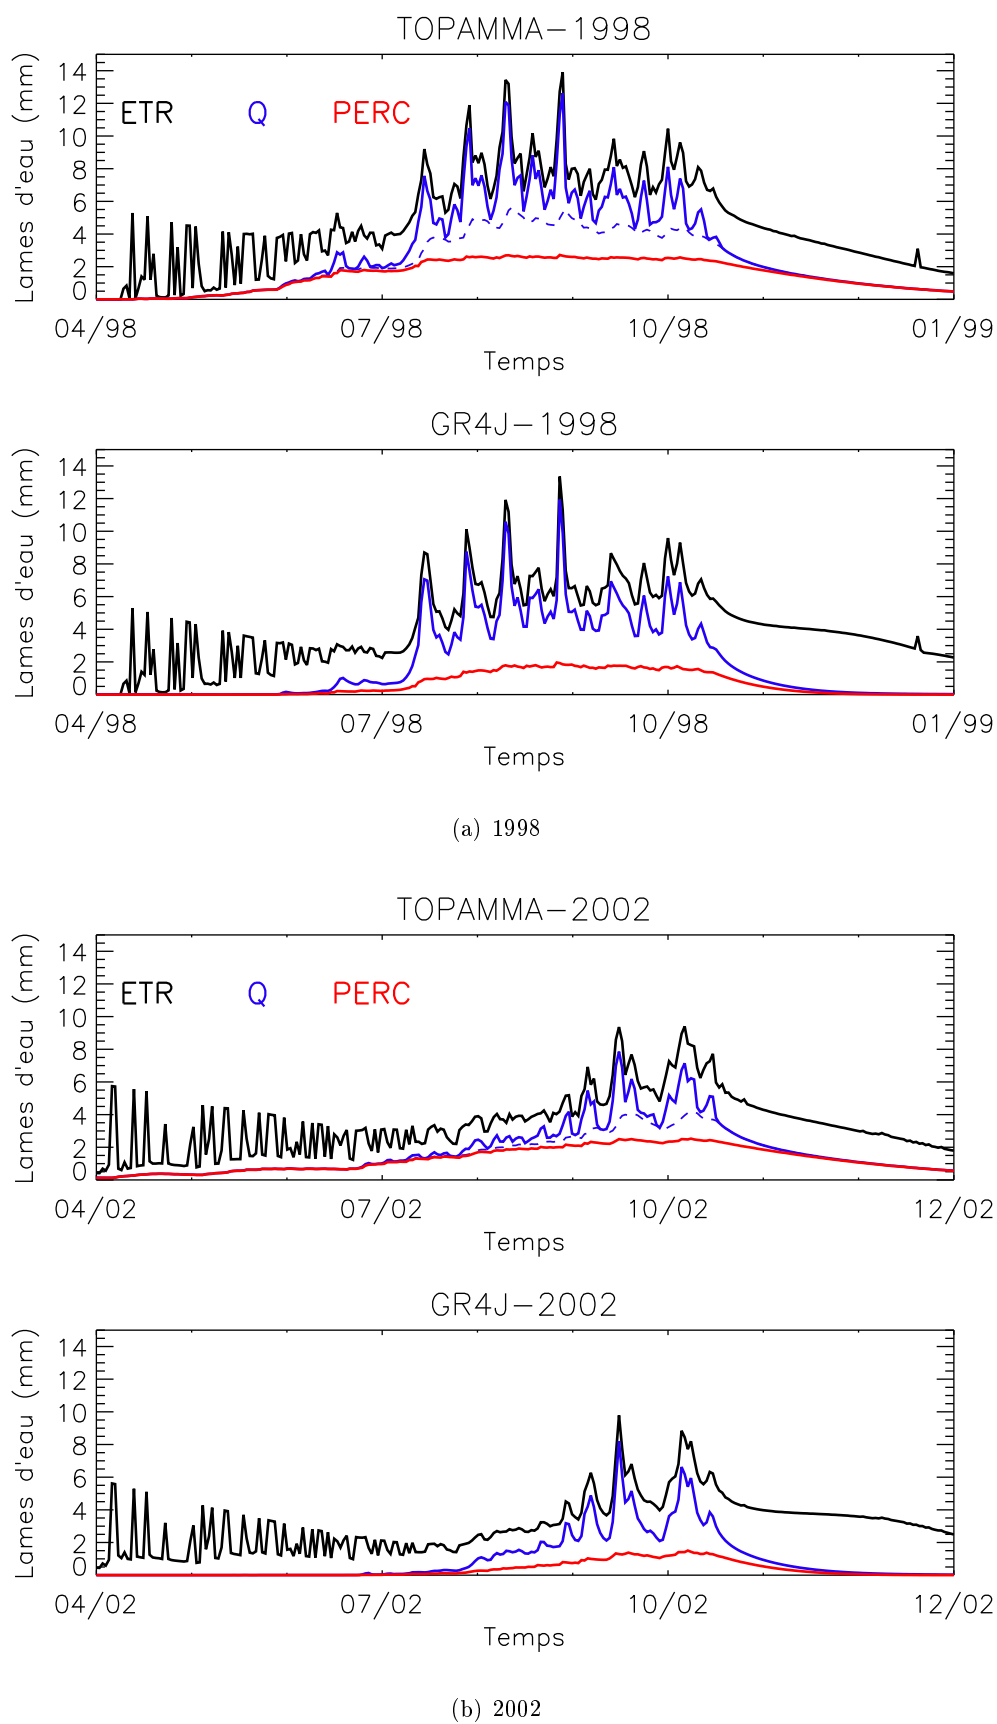 TOPAMMA−1998
Lames d'eau (mm)
14
12
10
8
6
4
2
0
ETR Q PERC
04/98 07/98 10/98 01/99
Temps
GR4J−1998
Lames d'eau (mm)
14
12
10
8
6
4
2
0
04/98 07/98 10/98 01/99
Temps
(a) 1998
TOPAMMA−2002
Lames d'eau (mm)
14
12
10
8
6
4
2
0
ETR Q PERC
04/02 07/02 10/02 12/02
Temps
GR4J−2002
Lames d'eau (mm)
14
12
10
8
6
4
2
0
04/02 07/02 10/02 12/02
Temps
(b) 2002